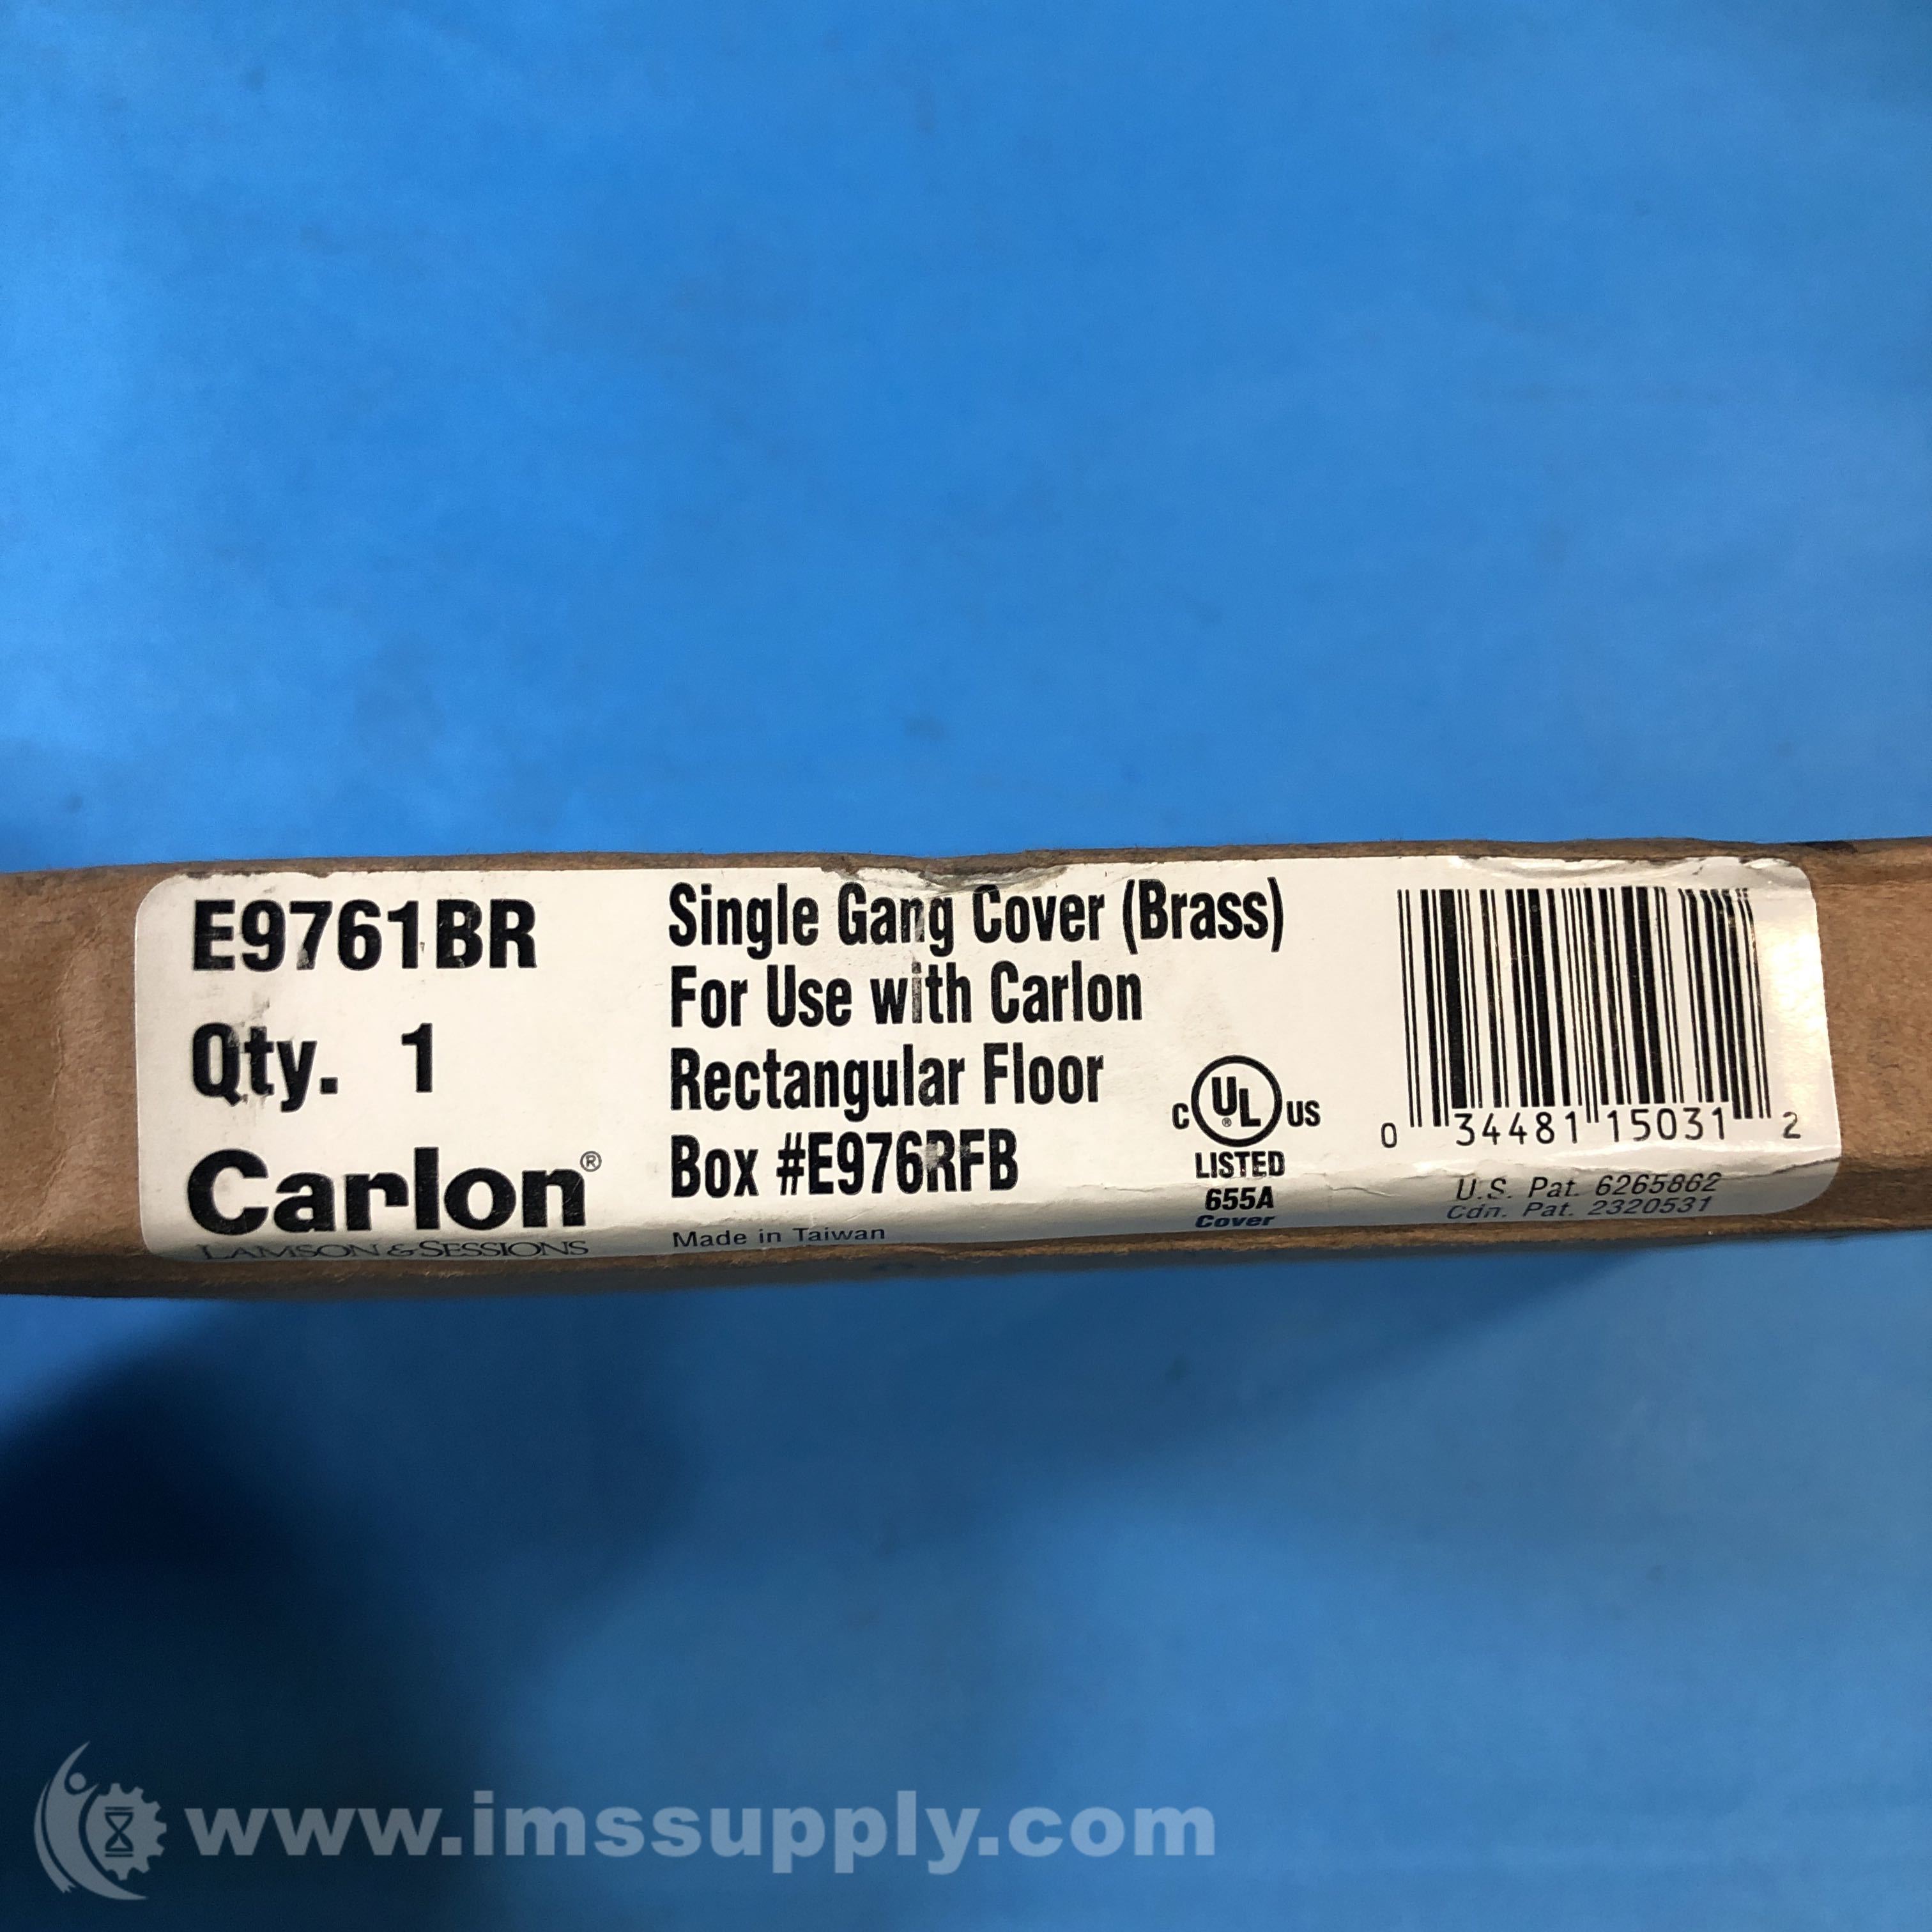 E9761BR
Qty. 1
Carlon®
LAMSON & SESSIONS
Single Gang Cover (Brass)
For Use with Carlon
Rectangular Floor
Box #E976RFB
Made in Taiwan
C UL® US
LISTED
655A
Cover
0 34481 15031 2
U.S. Pat. 6265862
Cdn. Pat. 2320531
www.imssupply.com